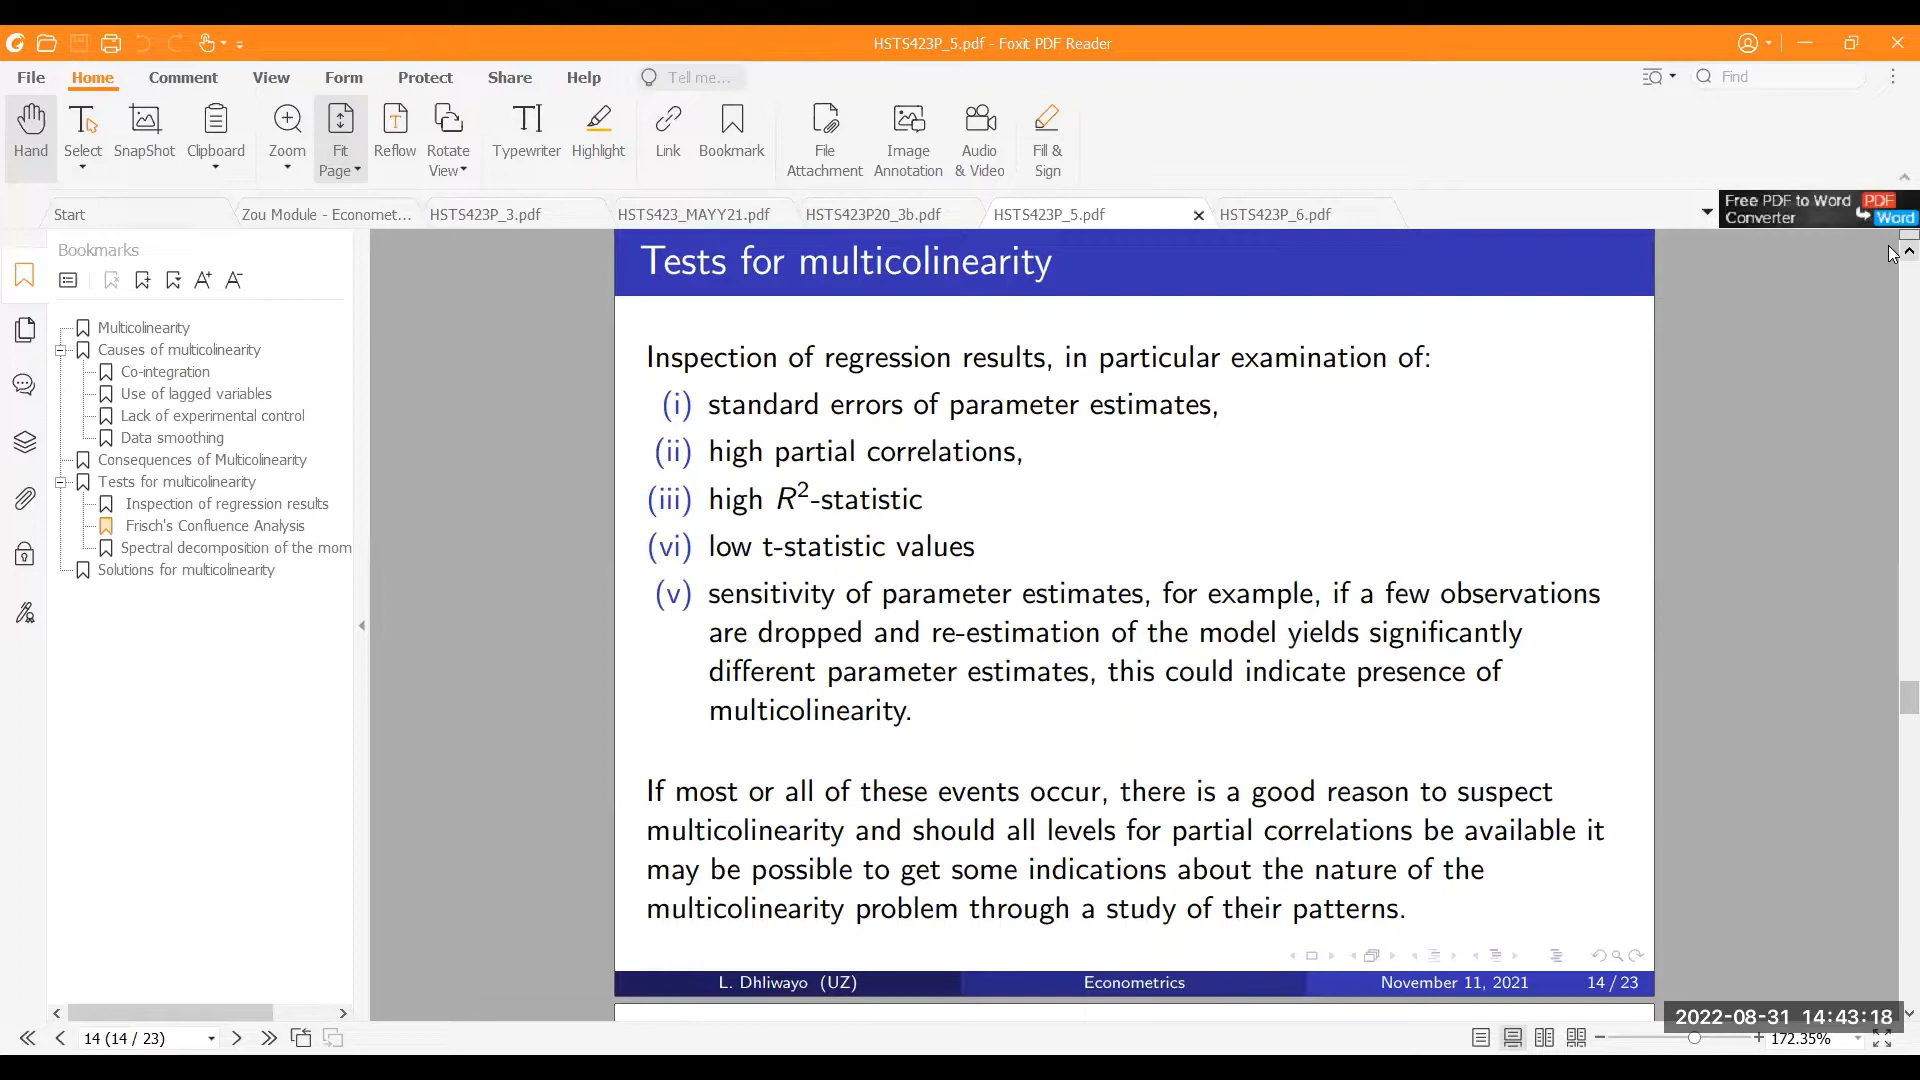 HSTS423P_5.pdf - Foxit PDF Reader
File Home Comment View Form Protect Share Help Tell me... Find
Hand Select SnapShot Clipboard Zoom Fit Page Reflow Rotate View Typewriter Highlight Link Bookmark File Attachment Image Annotation Audio & Video Fill & Sign
Start Zou Module - Economet... HSTS423P_3.pdf HSTS423_MAYY21.pdf HSTS423P20_3b.pdf HSTS423P_5.pdf HSTS423P_6.pdf
Free PDF to Word Converter PDF Word
Bookmarks
Multicolinearity
Causes of multicolinearity
Co-integration
Use of lagged variables
Lack of experimental control
Data smoothing
Consequences of Multicolinearity
Tests for multicolinearity
Inspection of regression results
Frisch's Confluence Analysis
Spectral decomposition of the mom
Solutions for multicolinearity
Tests for multicolinearity
Inspection of regression results, in particular examination of:
(i) standard errors of parameter estimates,
(ii) high partial correlations,
(iii) high R²-statistic
(vi) low t-statistic values
(v) sensitivity of parameter estimates, for example, if a few observations
are dropped and re-estimation of the model yields significantly
different parameter estimates, this could indicate presence of
multicolinearity.
If most or all of these events occur, there is a good reason to suspect
multicolinearity and should all levels for partial correlations be available it
may be possible to get some indications about the nature of the
multicolinearity problem through a study of their patterns.
L. Dhliwayo (UZ) Econometrics November 11, 2021 14 / 23
2022-08-31 14:43:18
14 (14 / 23) 172.35%